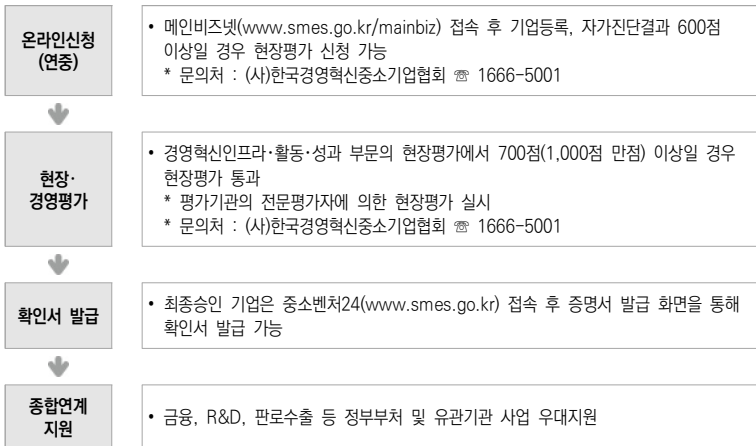 온라인신청
(연중)
• 메인비즈넷(www.smes.go.kr/mainbiz) 접속 후 기업등록, 자가진단결과 600점
이상일 경우 현장평가 신청 가능
* 문의처 : (사)한국경영혁신중소기업협회 ☏ 1666-5001
현장·
경영평가
• 경영혁신인프라·활동·성과 부문의 현장평가에서 700점(1,000점 만점) 이상일 경우
현장평가 통과
* 평가기관의 전문평가자에 의한 현장평가 실시
* 문의처 : (사)한국경영혁신중소기업협회 ☏ 1666-5001
확인서 발급
• 최종승인 기업은 중소벤처24(www.smes.go.kr) 접속 후 증명서 발급 화면을 통해
확인서 발급 가능
종합연계
지원
• 금융, R&D, 판로수출 등 정부부처 및 유관기관 사업 우대지원